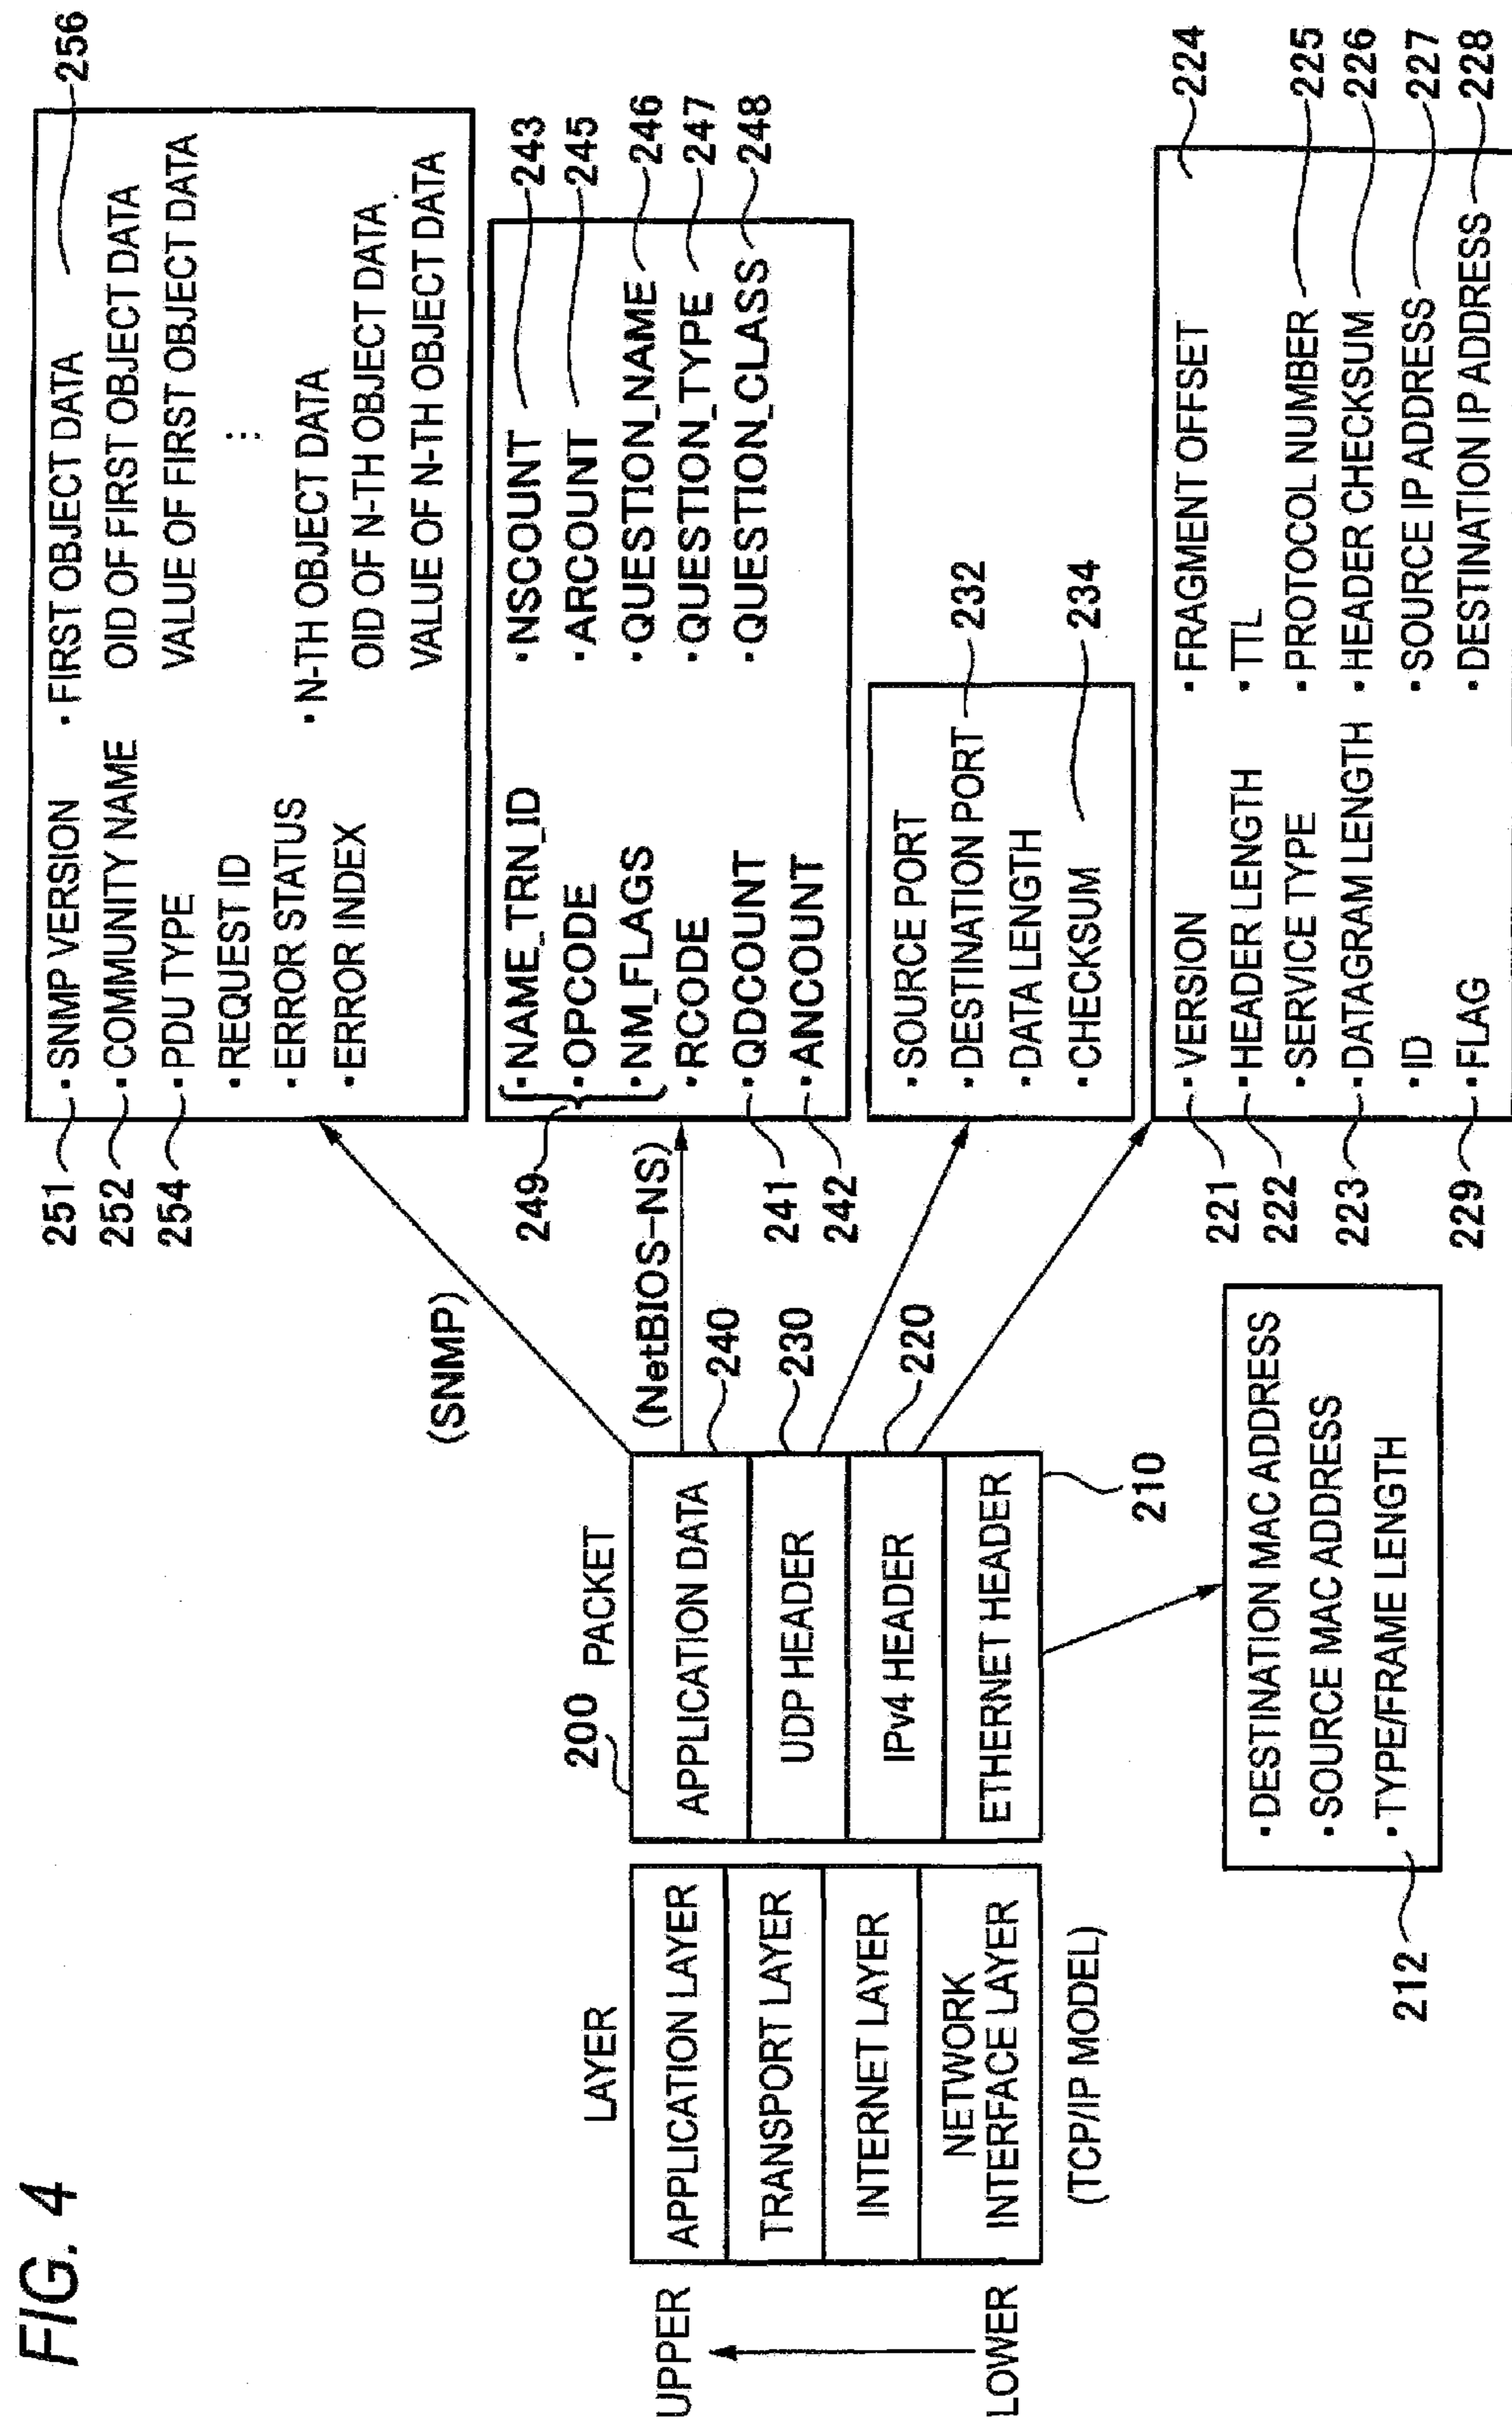 FIG. 4
UPPER
LOWER
LAYER
APPLICATION LAYER
TRANSPORT LAYER
INTERNET LAYER
NETWORK
INTERFACE LAYER
(TCP/IP MODEL)
200
PACKET
APPLICATION DATA
UDP HEADER
IPv4 HEADER
ETHERNET HEADER
240
230
220
210
212
• DESTINATION MAC ADDRESS
• SOURCE MAC ADDRESS
• TYPE/FRAME LENGTH
(SNMP)
251 • SNMP VERSION
252 • COMMUNITY NAME
254 • PDU TYPE
• REQUEST ID
• ERROR STATUS
• ERROR INDEX
• FIRST OBJECT DATA 256
OID OF FIRST OBJECT DATA
VALUE OF FIRST OBJECT DATA
⋮
• N-TH OBJECT DATA
OID OF N-TH OBJECT DATA
VALUE OF N-TH OBJECT DATA
(NetBIOS-NS)
249
• NAME_TRN_ID
• OPCODE
• NM_FLAGS
• RCODE
241 • QDCOUNT
242 • ANCOUNT
• NSCOUNT 243
• ARCOUNT 245
• QUESTION_NAME 246
• QUESTION_TYPE 247
• QUESTION_CLASS 248
• SOURCE PORT
• DESTINATION PORT 232
• DATA LENGTH
• CHECKSUM 234
221 • VERSION
222 • HEADER LENGTH
• SERVICE TYPE
223 • DATAGRAM LENGTH
• ID
229 • FLAG
• FRAGMENT OFFSET 224
• TTL
• PROTOCOL NUMBER 225
• HEADER CHECKSUM 226
• SOURCE IP ADDRESS 227
• DESTINATION IP ADDRESS 228